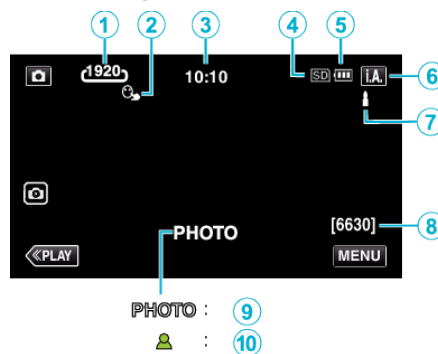 1 2 3 4 5
1920 10:10 SD i.A. 6
7
PHOTO [6630] 8
≪PLAY MENU
PHOTO : 9
: 10